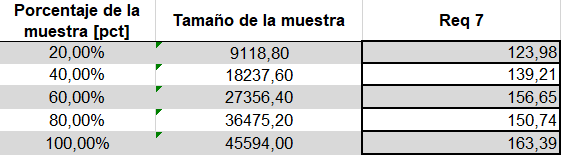 Porcentaje de la muestra [pct] Tamaño de la muestra Req 7
20,00% 9118,80 123,98
40,00% 18237,60 139,21
60,00% 27356,40 156,65
80,00% 36475,20 150,74
100,00% 45594,00 163,39